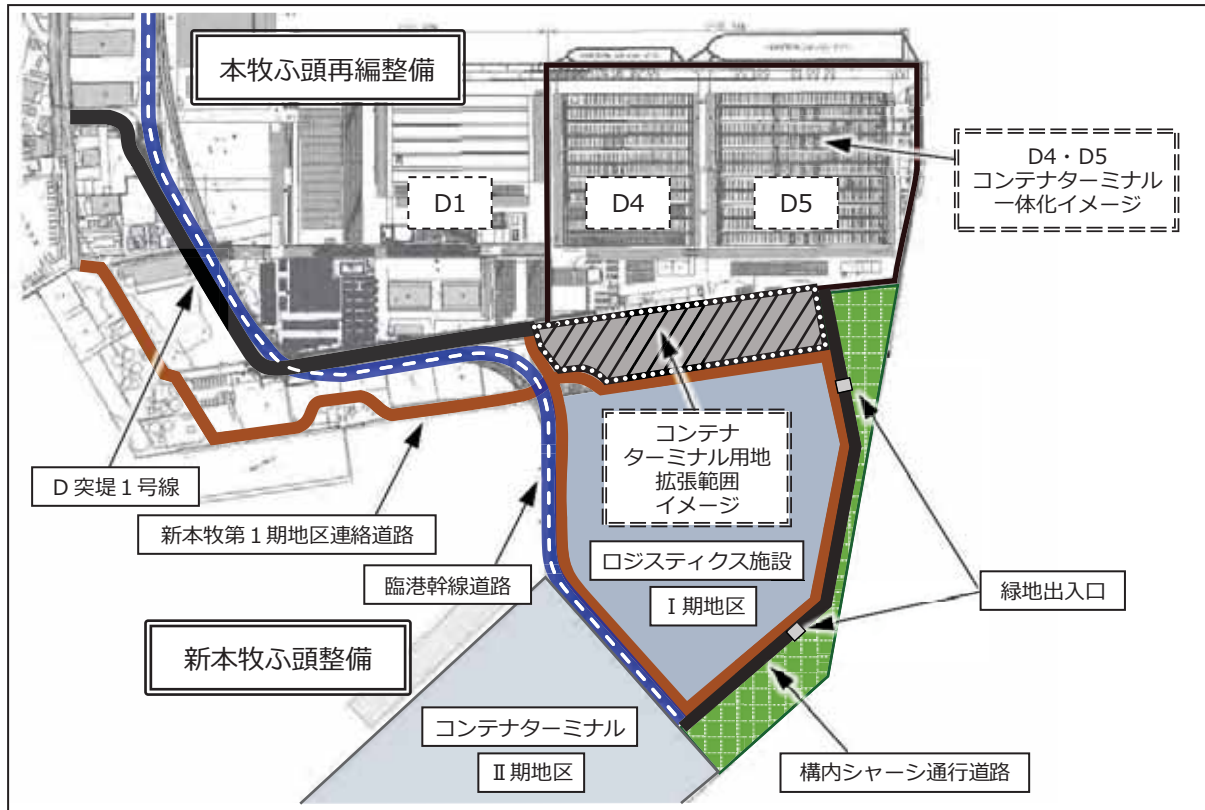 本牧ふ頭再編整備
D4・D5
コンテナターミナル
一体化イメージ
D1
D4
D5
コンテナ
ターミナル用地
拡張範囲
イメージ
D突堤1号線
新本牧第1期地区連絡道路
臨港幹線道路
ロジスティクス施設
Ⅰ期地区
緑地出入口
新本牧ふ頭整備
コンテナターミナル
Ⅱ期地区
構内シャーシ通行道路